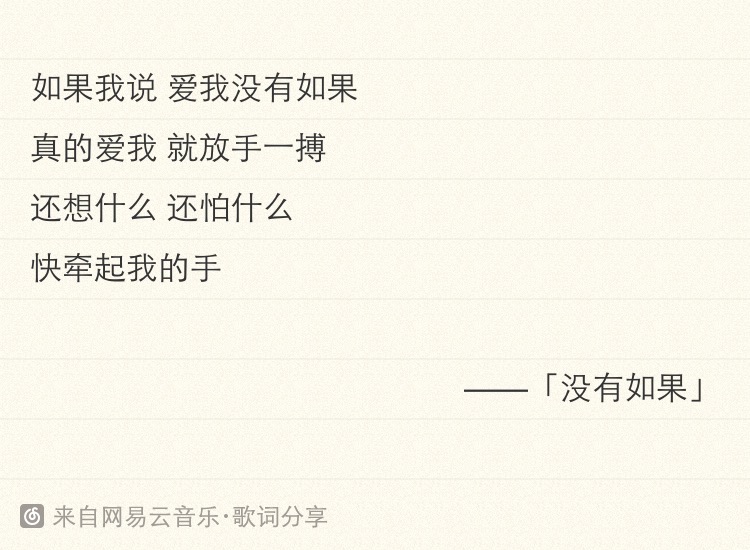 如果我说 爱我没有如果
真的爱我 就放手一搏
还想什么 还怕什么
快牵起我的手
——「没有如果」
来自网易云音乐·歌词分享